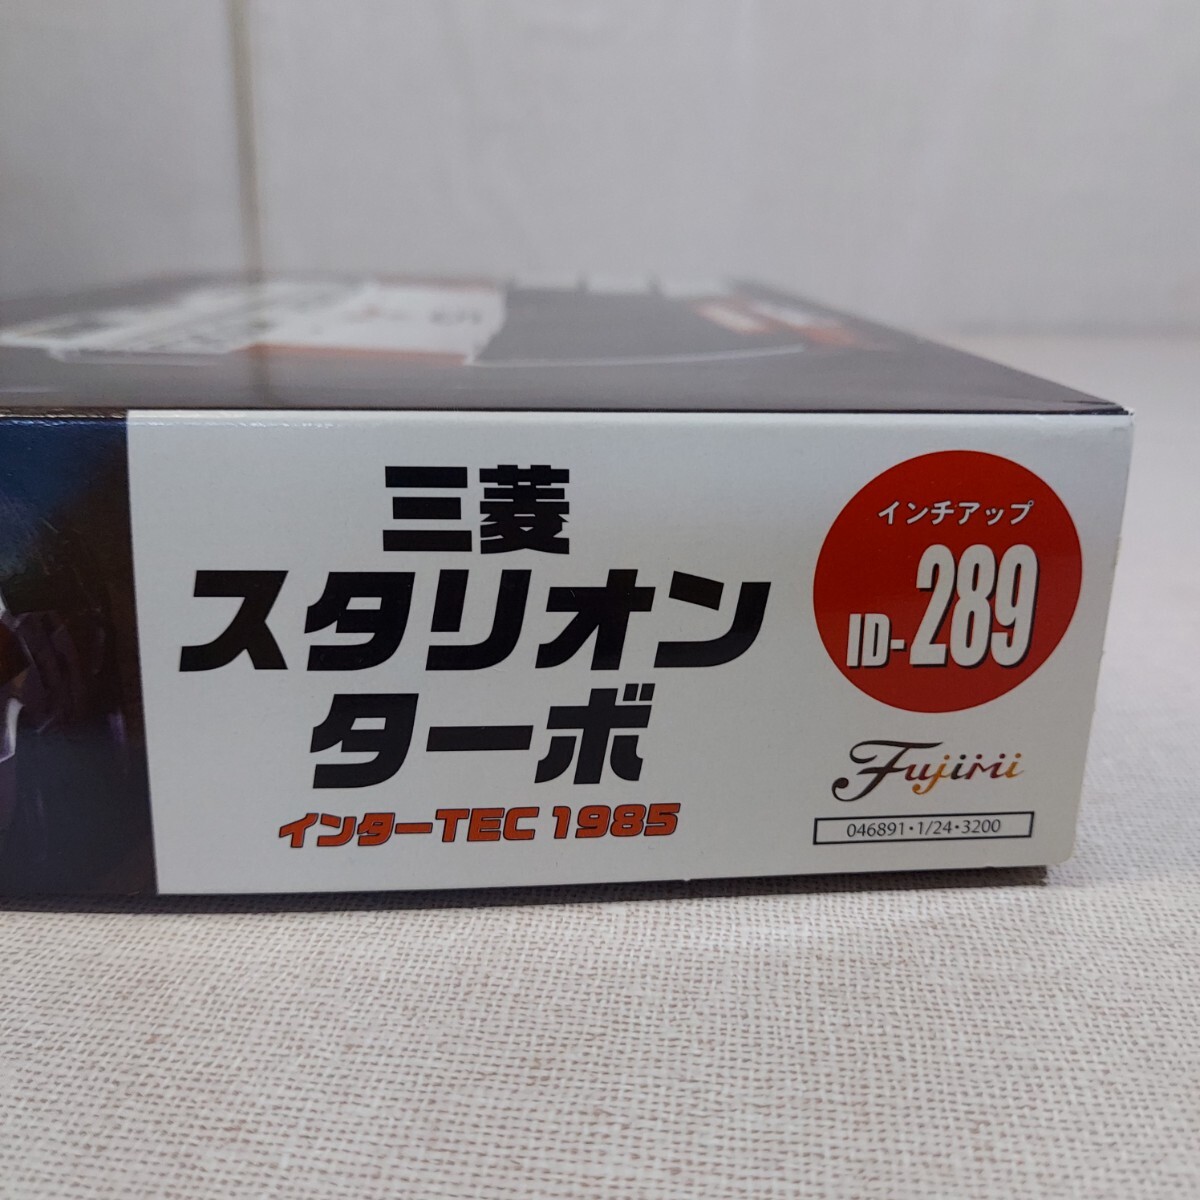 三菱
スタリオン
ターボ
インターTEC 1985
インチアップ
ID-289
Fujimi
046891・1/24・3200